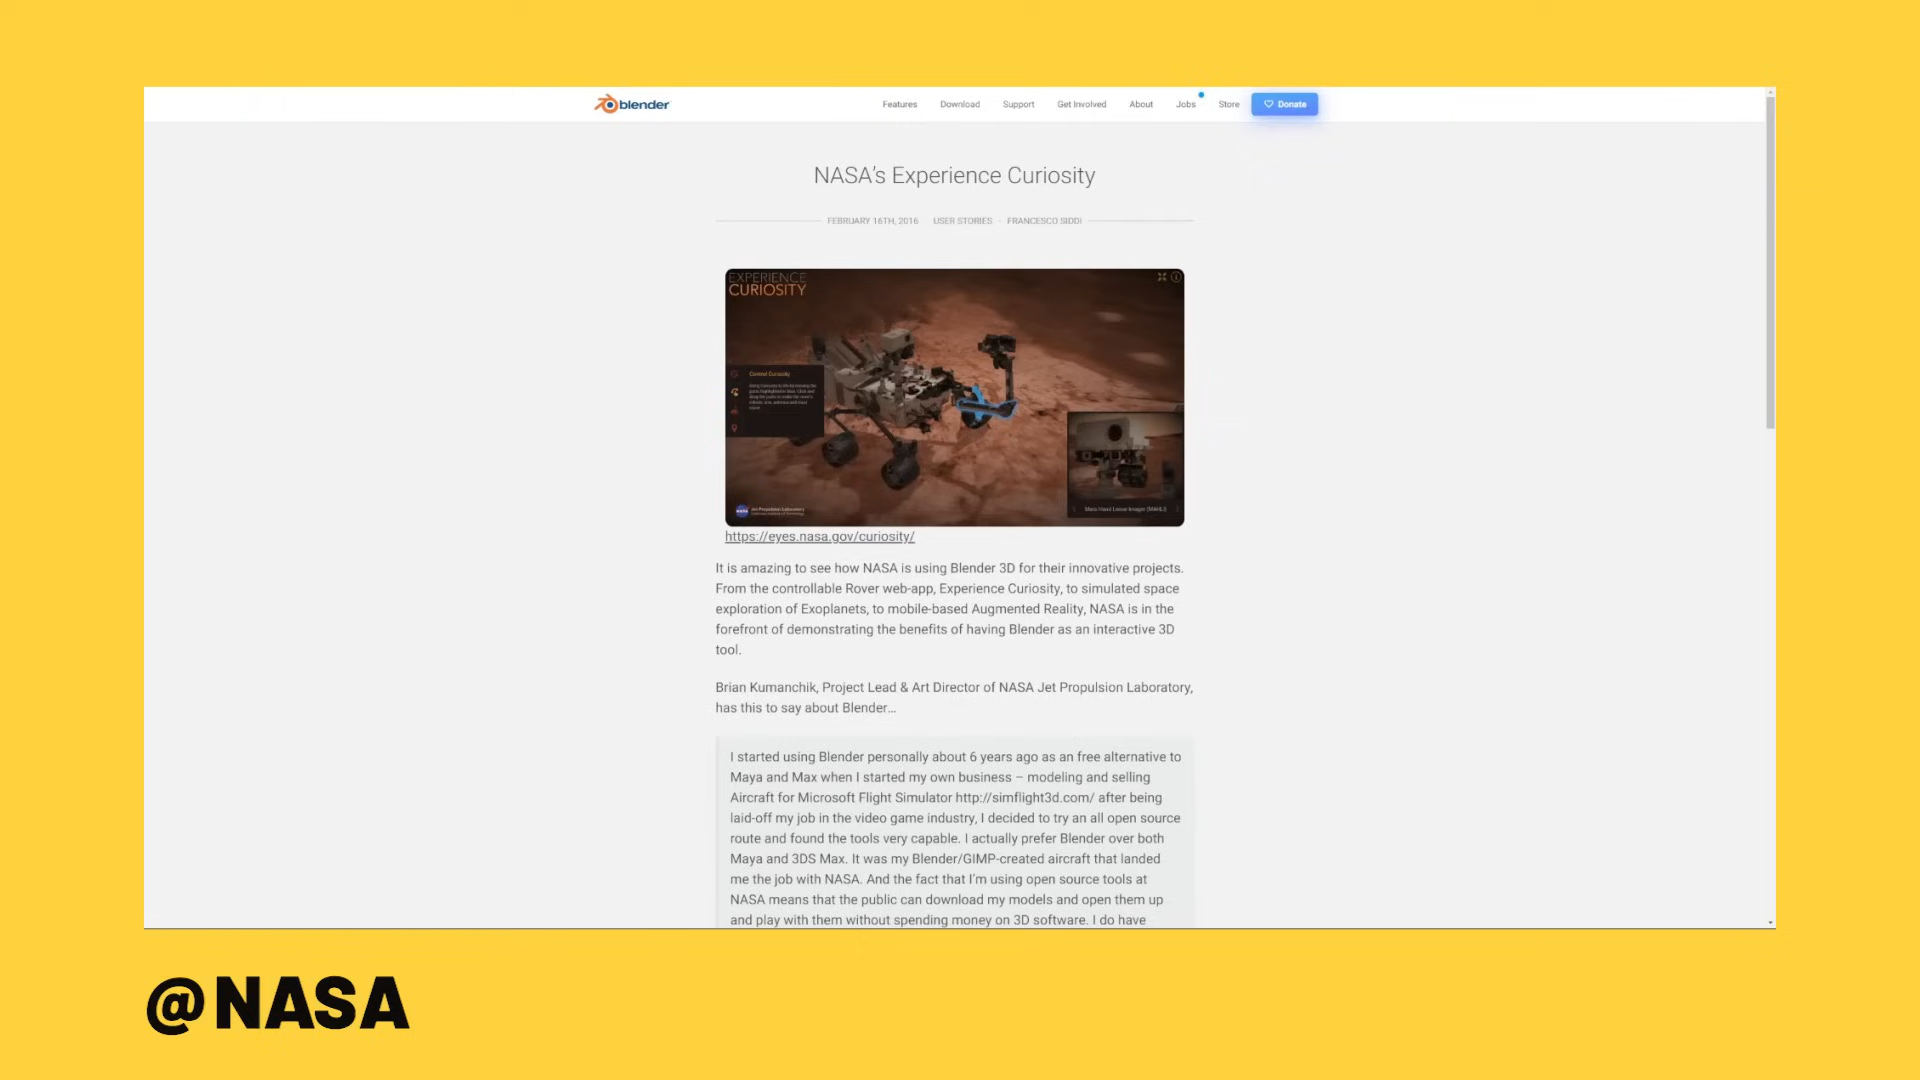 blender
Features Download Support Get Involved About Jobs Store Donate
NASA's Experience Curiosity
FEBRUARY 16TH, 2016 USER STORIES - FRANCESCO SIDDI
EXPERIENCE
CURIOSITY
Control Curiosity
NASA Jet Propulsion Laboratory
Mars Hand Lense Imager (MAHLI)
https://eyes.nasa.gov/curiosity/
It is amazing to see how NASA is using Blender 3D for their innovative projects.
From the controllable Rover web-app, Experience Curiosity, to simulated space
exploration of Exoplanets, to mobile-based Augmented Reality, NASA is in the
forefront of demonstrating the benefits of having Blender as an interactive 3D
tool.
Brian Kumanchik, Project Lead & Art Director of NASA Jet Propulsion Laboratory,
has this to say about Blender…
I started using Blender personally about 6 years ago as an free alternative to
Maya and Max when I started my own business – modeling and selling
Aircraft for Microsoft Flight Simulator http://simflight3d.com/ after being
laid-off my job in the video game industry, I decided to try an all open source
route and found the tools very capable. I actually prefer Blender over both
Maya and 3DS Max. It was my Blender/GIMP-created aircraft that landed
me the job with NASA. And the fact that I'm using open source tools at
NASA means that the public can download my models and open them up
and play with them without spending money on 3D software. I do have
@NASA